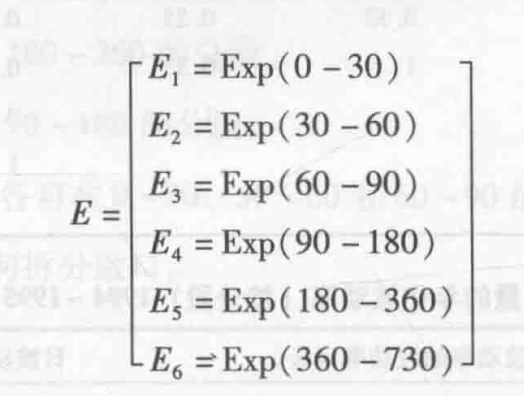 E₁ = Exp(0 - 30)
E₂ = Exp(30 - 60)
E₃ = Exp(60 - 90)
E =
E₄ = Exp(90 - 180)
E₅ = Exp(180 - 360)
E₆ = Exp(360 - 730)